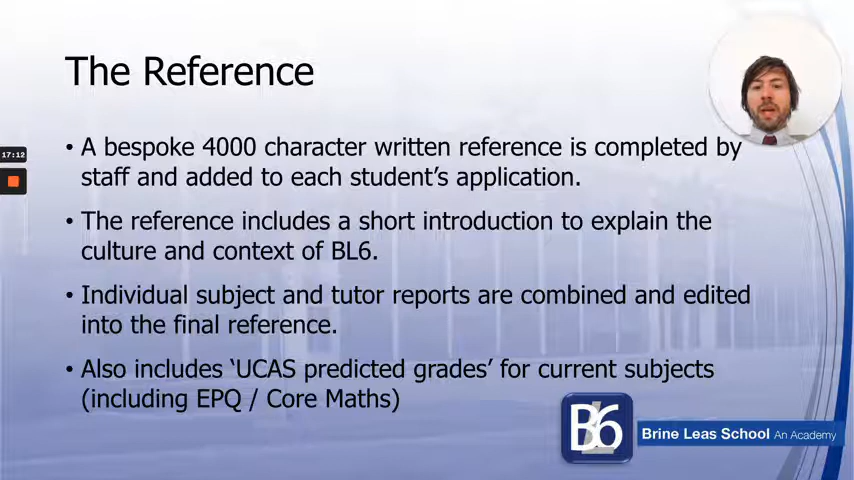 The Reference
17:12
• A bespoke 4000 character written reference is completed by
staff and added to each student’s application.
• The reference includes a short introduction to explain the
culture and context of BL6.
• Individual subject and tutor reports are combined and edited
into the final reference.
• Also includes ‘UCAS predicted grades’ for current subjects
(including EPQ / Core Maths)
BL6
Brine Leas School An Academy